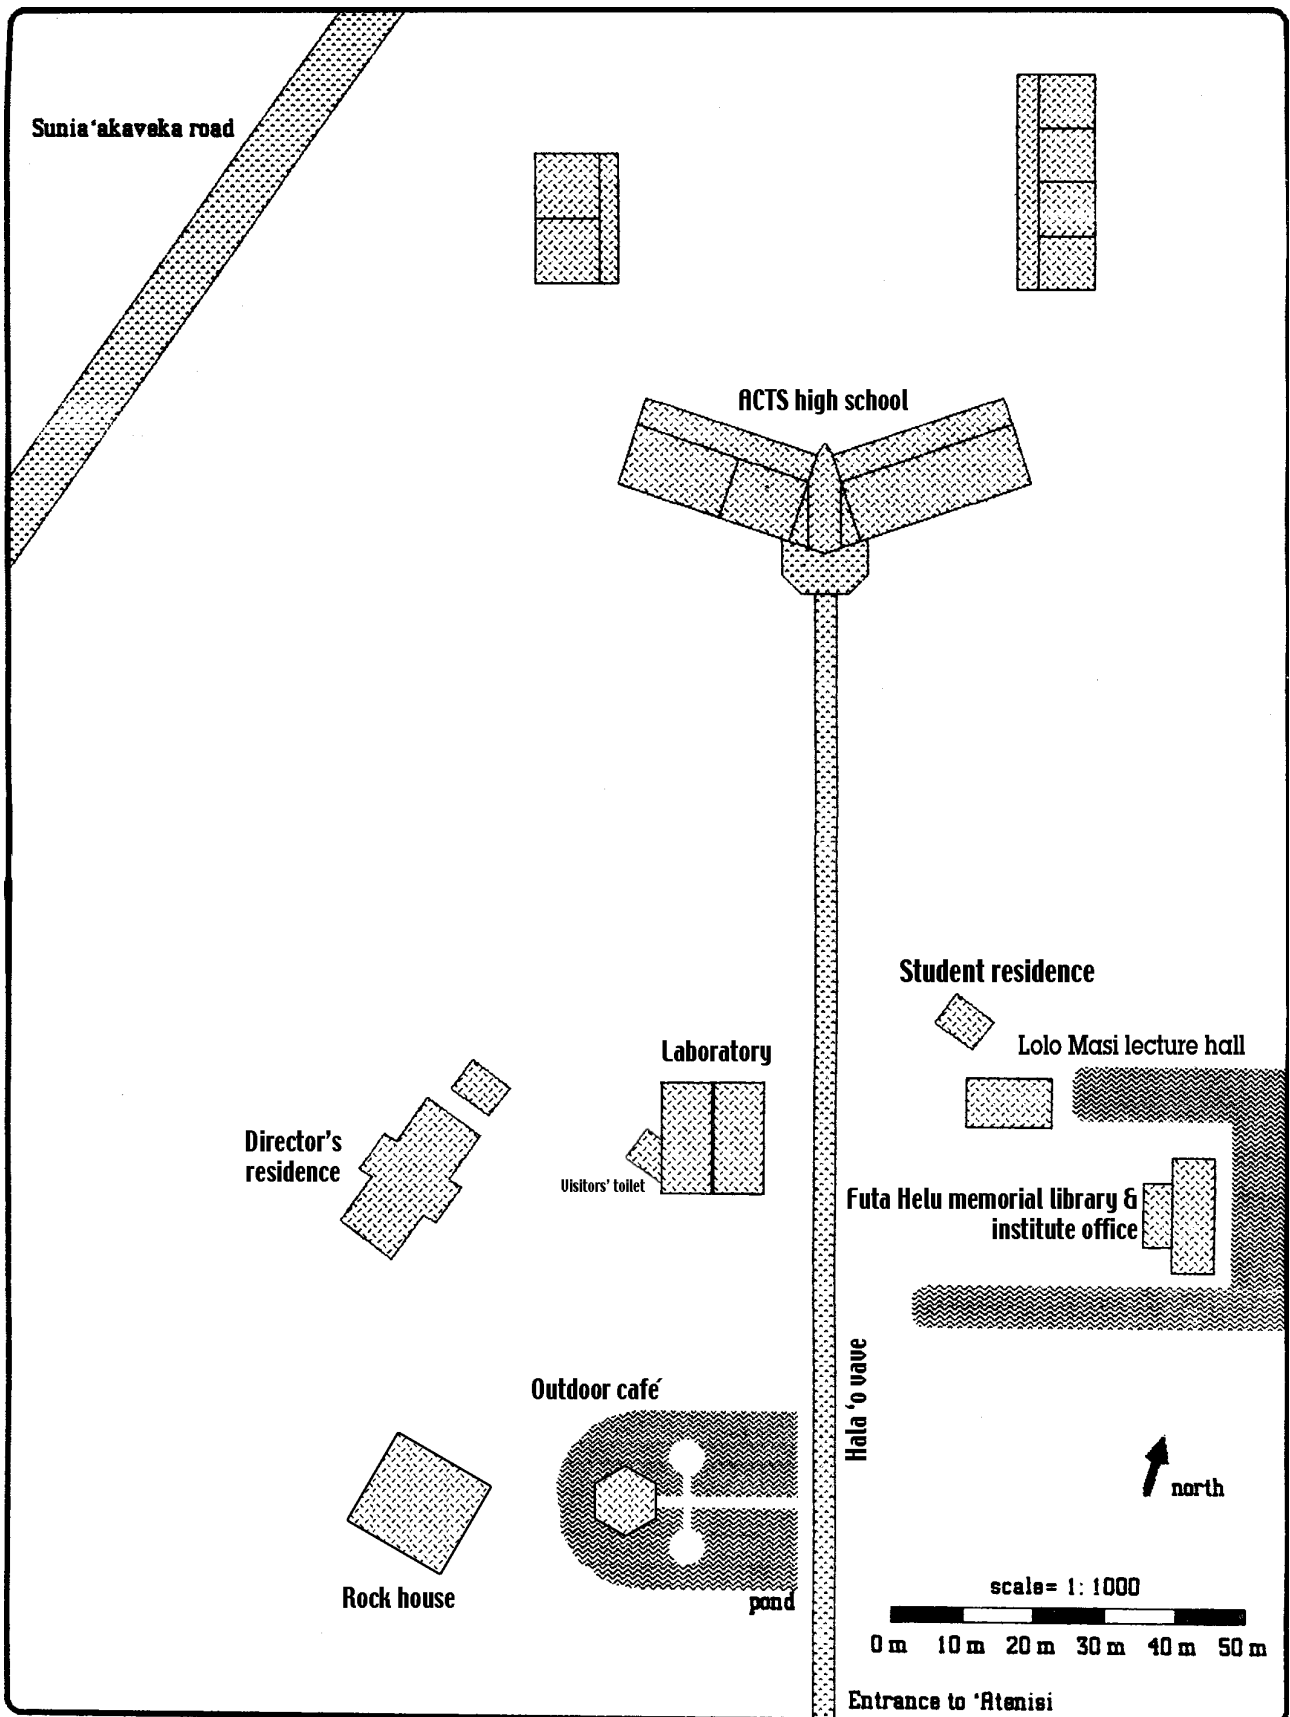 Sunia‘akaveka road
ACTS high school
Student residence
Lolo Masi lecture hall
Laboratory
Director's
residence
Visitors' toilet
Futa Helu memorial library &
institute office
Hala ‘o vave
Outdoor café
north
Rock house
pond
scale= 1: 1000
0 m 10 m 20 m 30 m 40 m 50 m
Entrance to ‘Atenisi